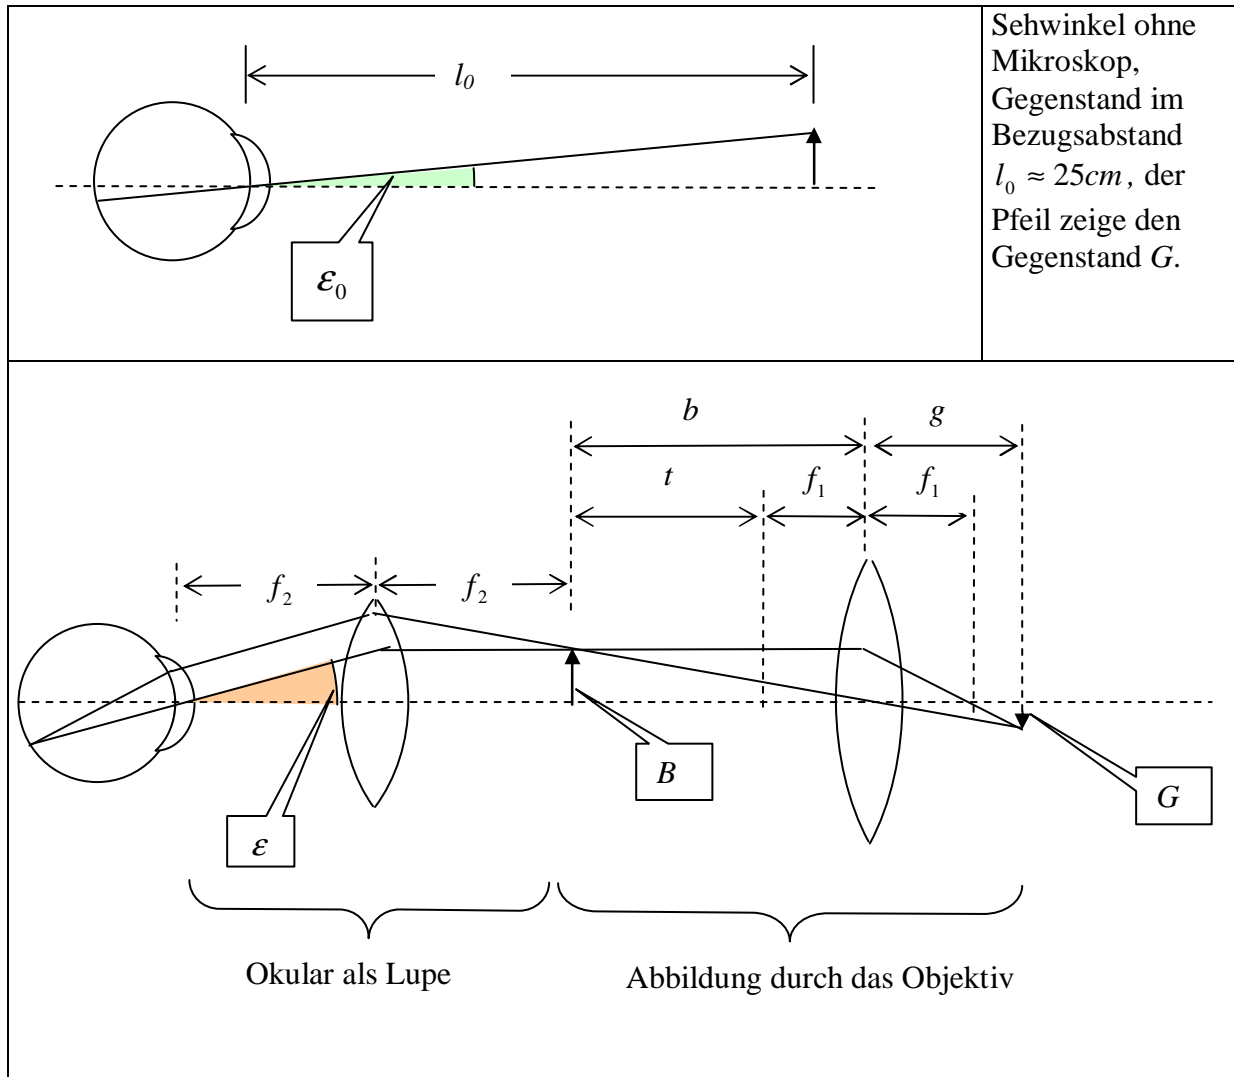 l₀
Sehwinkel ohne
Mikroskop,
Gegenstand im
Bezugsabstand
l₀ ≈ 25cm , der
Pfeil zeige den
Gegenstand G.
ε₀
b
g
t
f₁
f₁
f₂
f₂
B
G
ε
Okular als Lupe
Abbildung durch das Objektiv